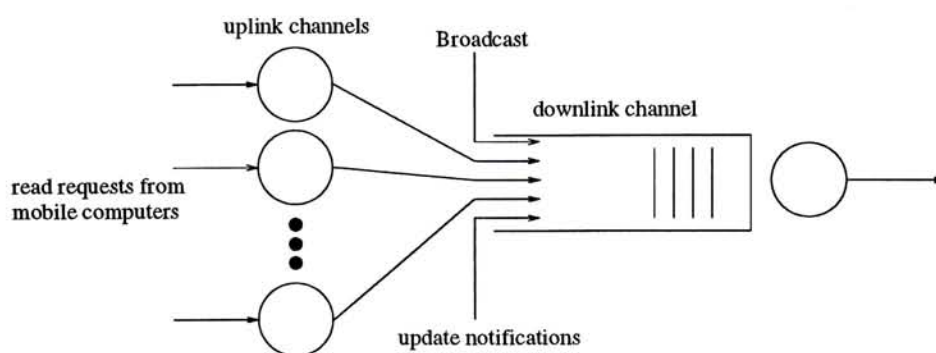 uplink channels
Broadcast
downlink channel
read requests from
mobile computers
update notifications